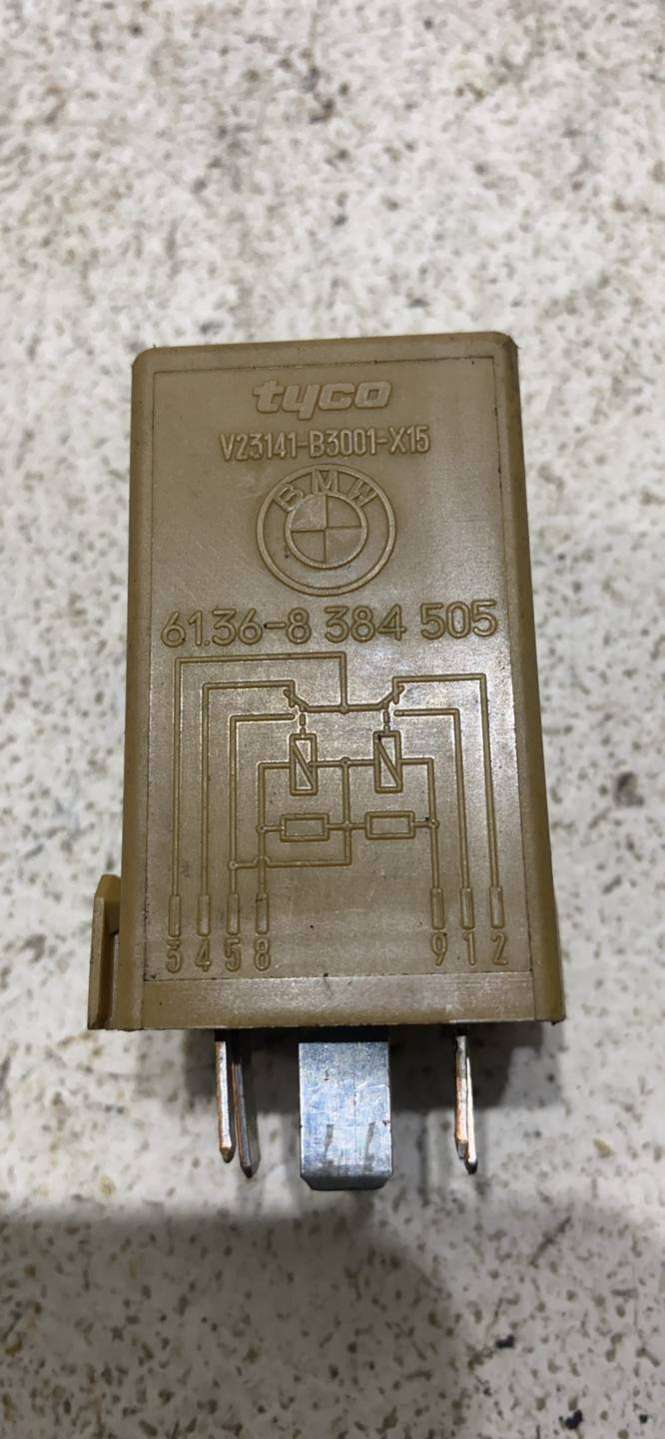 tyco
V23141-B3001-X15
BMW
61.36-8 384 505
3 4 5 8 9 1 2